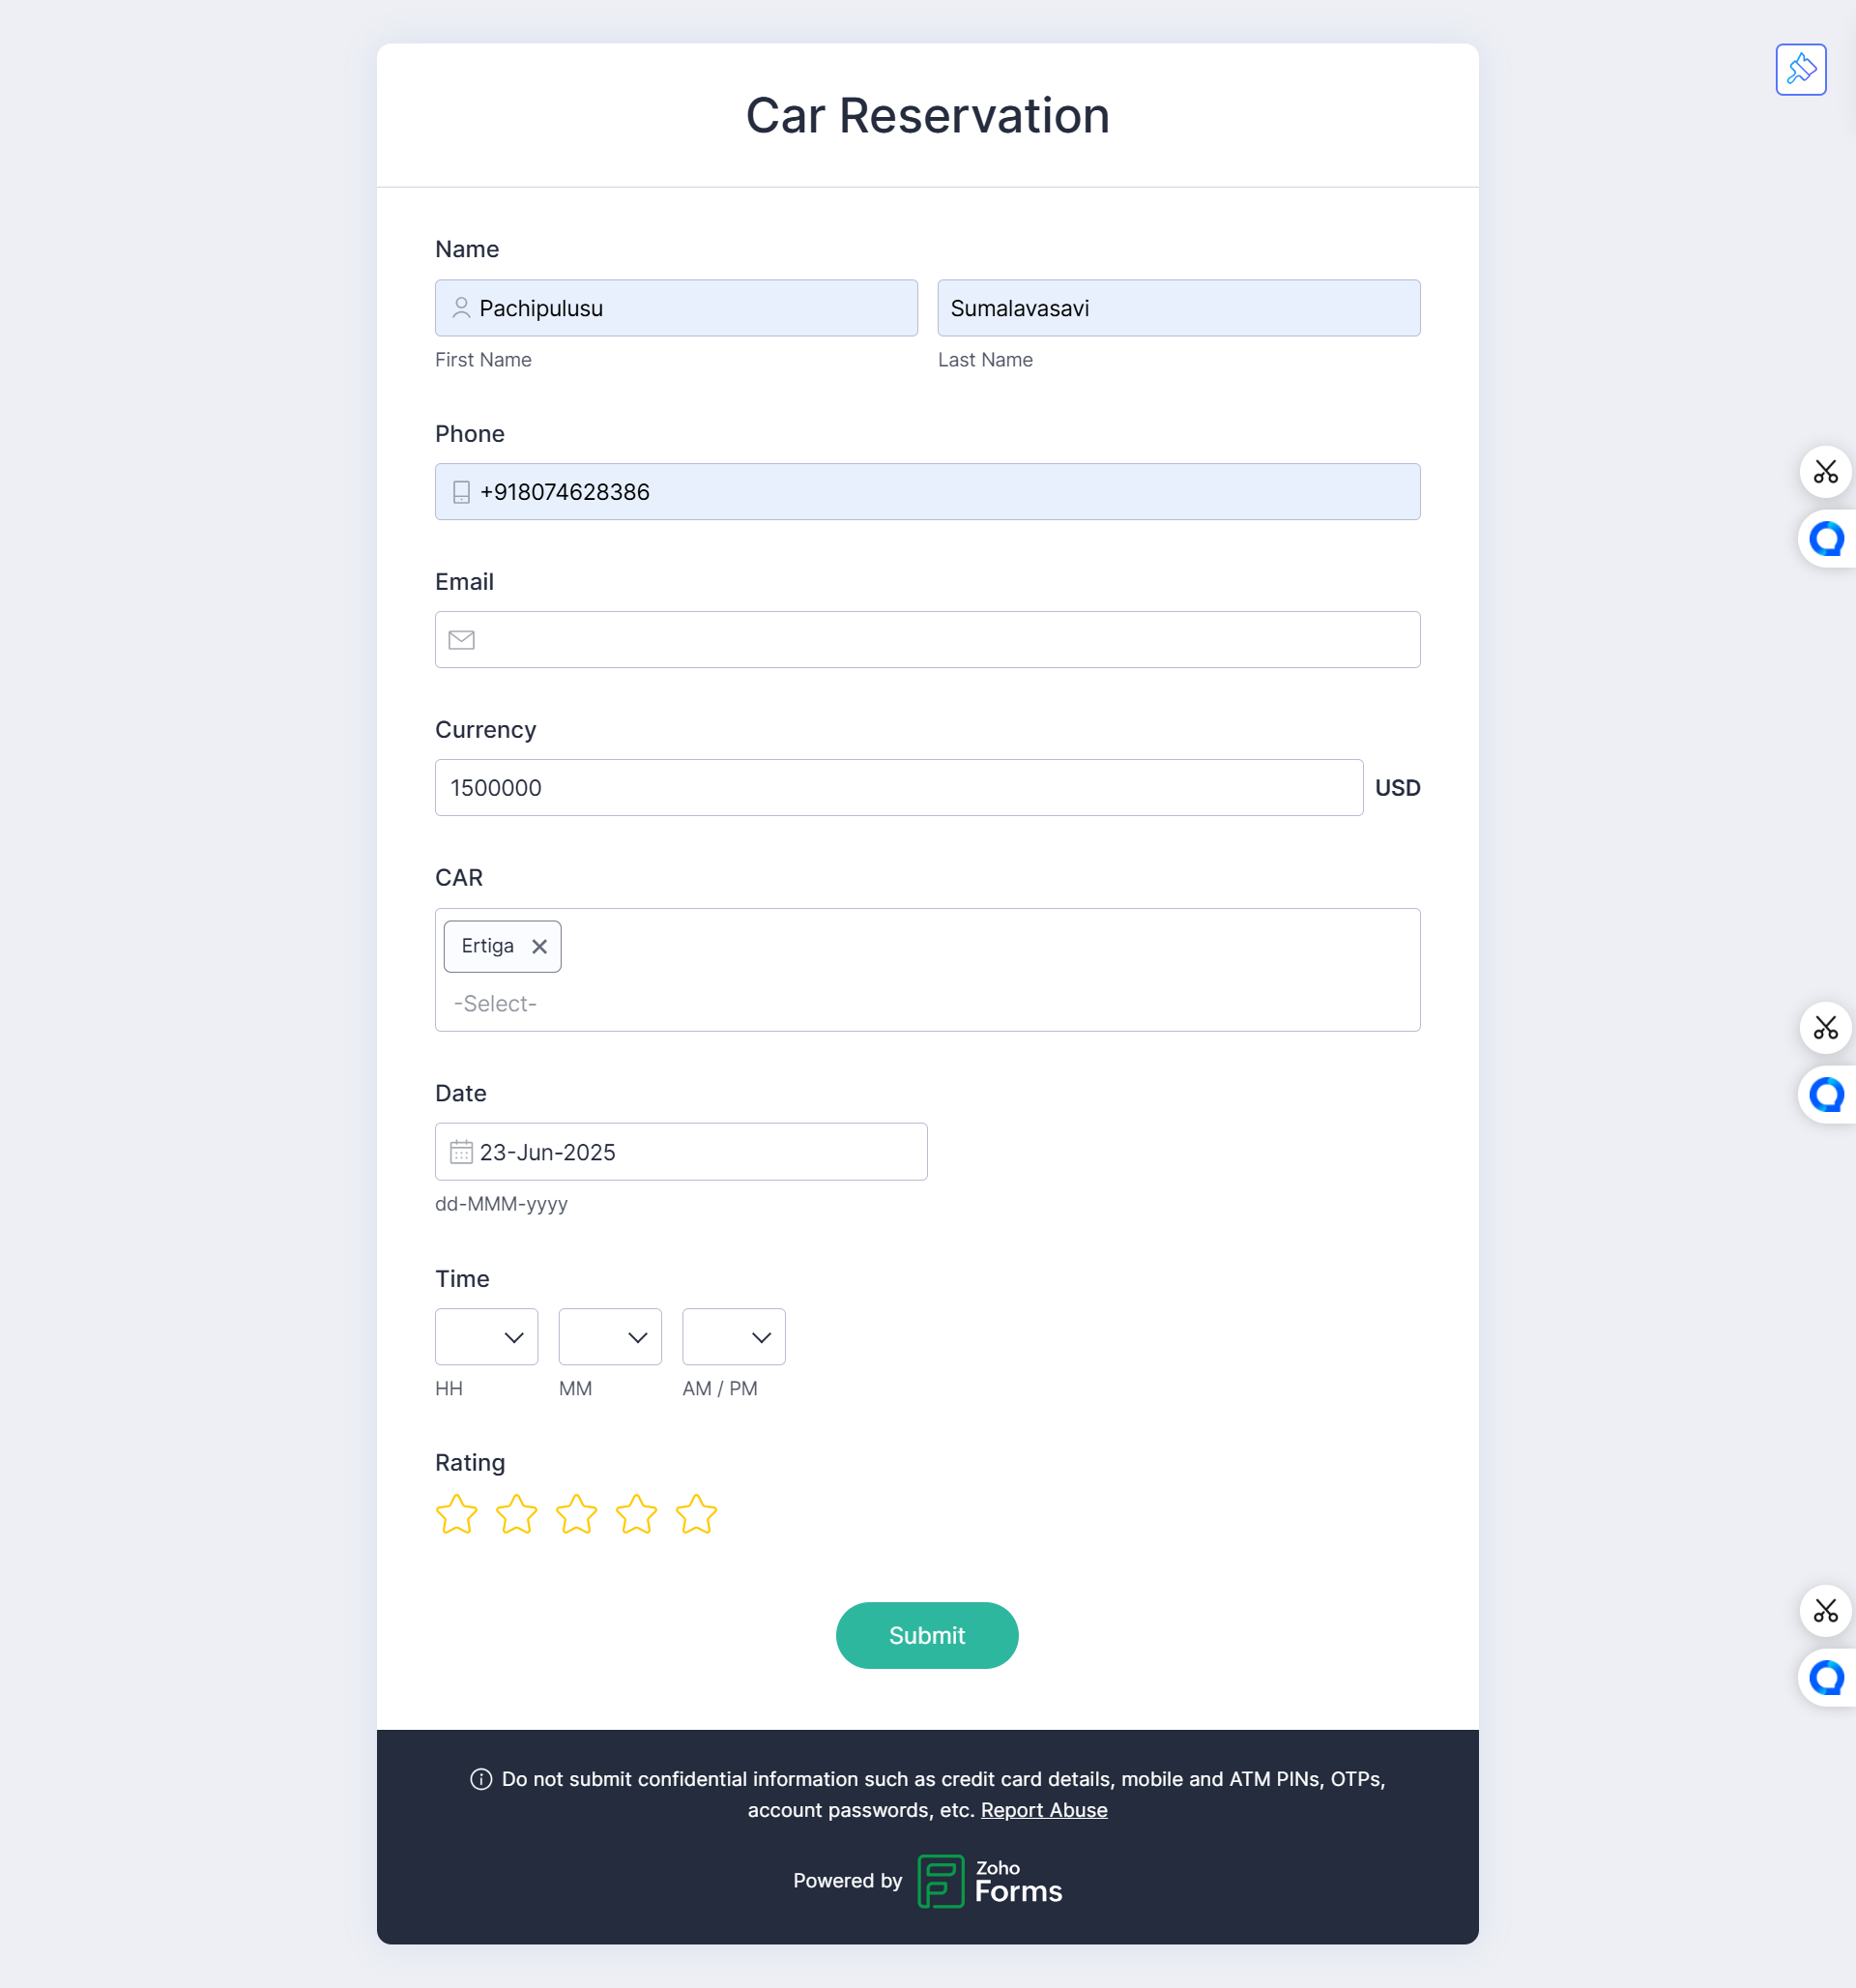 Car Reservation
Name
Pachipulusu Sumalavasavi
First Name Last Name
Phone
+918074628386
Email
Currency
1500000 USD
CAR
Ertiga
-Select-
Date
23-Jun-2025
dd-MMM-yyyy
Time
HH MM AM / PM
Rating
Submit
Do not submit confidential information such as credit card details, mobile and ATM PINs, OTPs,
account passwords, etc. Report Abuse
Powered by Zoho
Forms